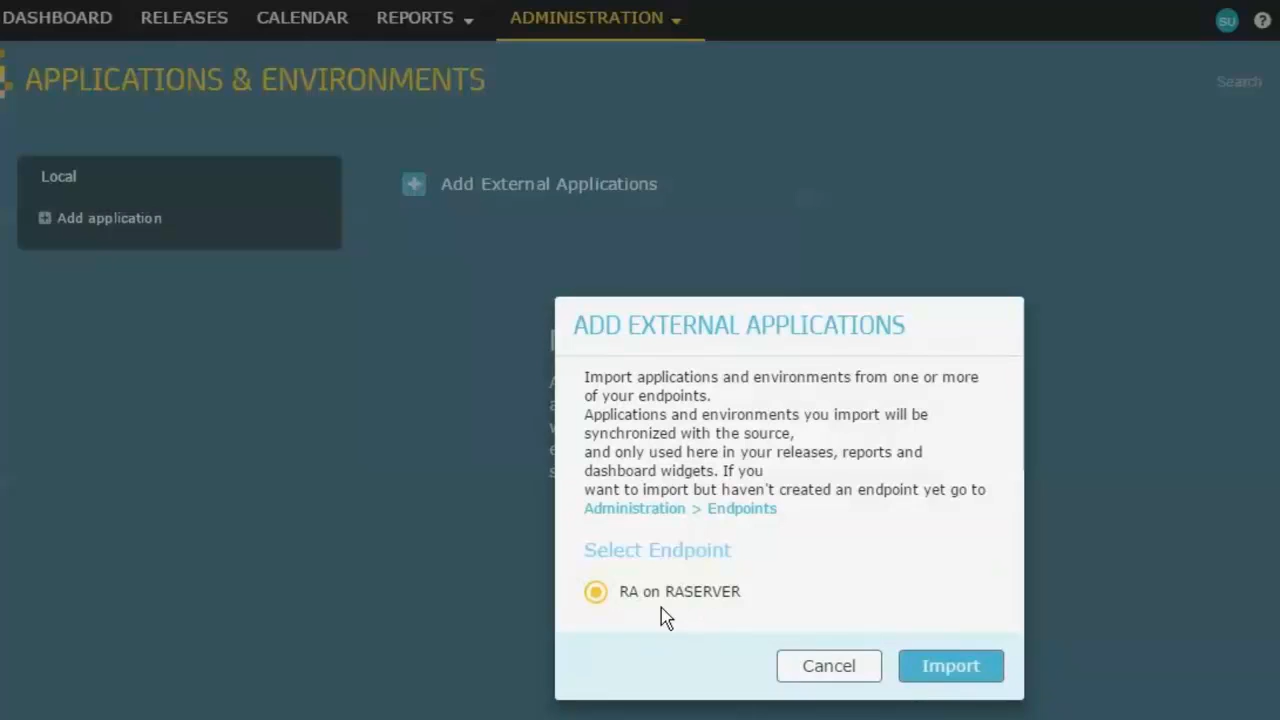 DASHBOARD RELEASES CALENDAR REPORTS ADMINISTRATION SU ?
APPLICATIONS & ENVIRONMENTS
Search
Local
Add application
Add External Applications
ADD EXTERNAL APPLICATIONS
Import applications and environments from one or more
of your endpoints.
Applications and environments you import will be
synchronized with the source,
and only used here in your releases, reports and
dashboard widgets. If you
want to import but haven't created an endpoint yet go to
Administration > Endpoints
Select Endpoint
RA on RASERVER
Cancel Import